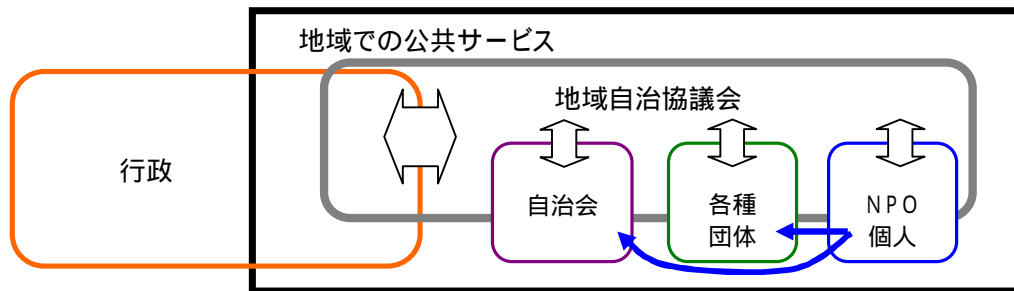 地域での公共サービス
地域自治協議会
行政
自治会
各種
団体
NPO
個人